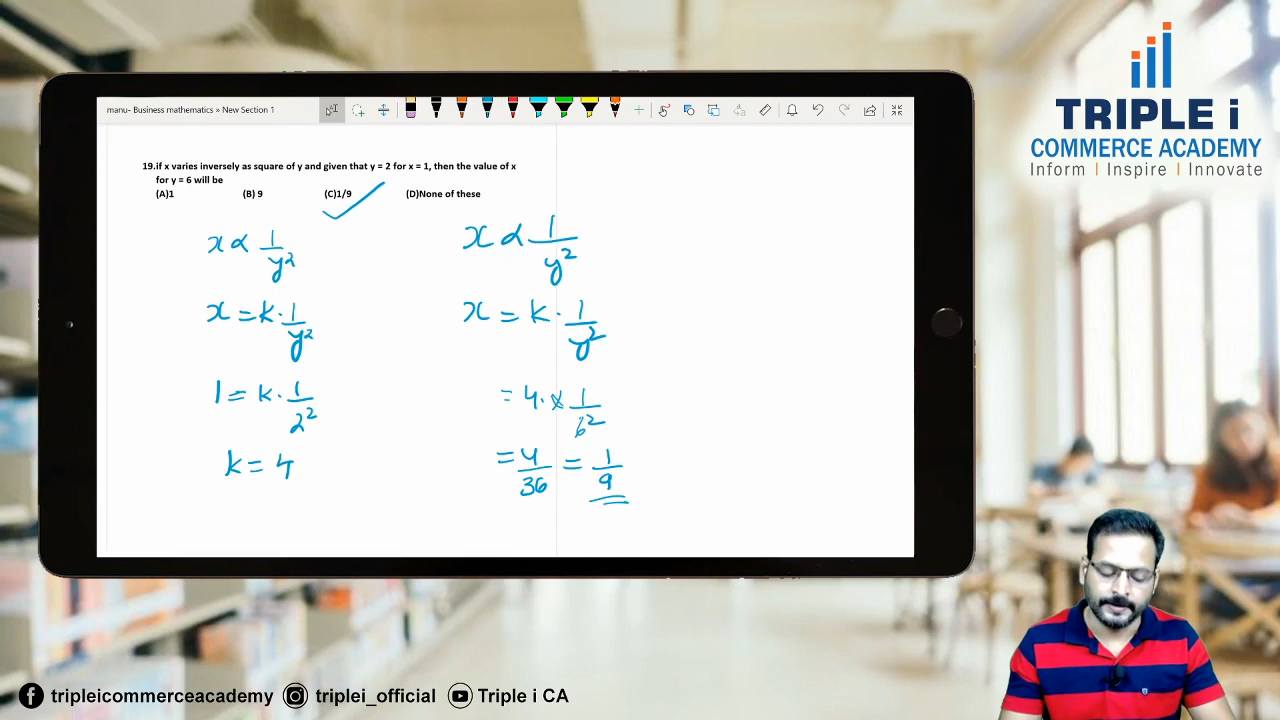 TRIPLE i
COMMERCE ACADEMY
Inform | Inspire | Innovate
manu- Business mathematics » New Section 1
19.if x varies inversely as square of y and given that y = 2 for x = 1, then the value of x
for y = 6 will be
(A)1 (B) 9 (C)1/9 (D)None of these
x ∝ 1/y²
x = k · 1/y²
1 = k · 1/2²
k = 4
x ∝ 1/y²
x = k · 1/y²
= 4 · × 1/6²
= 4/36 = 1/9
tripleicommerceacademy triplei_official Triple i CA